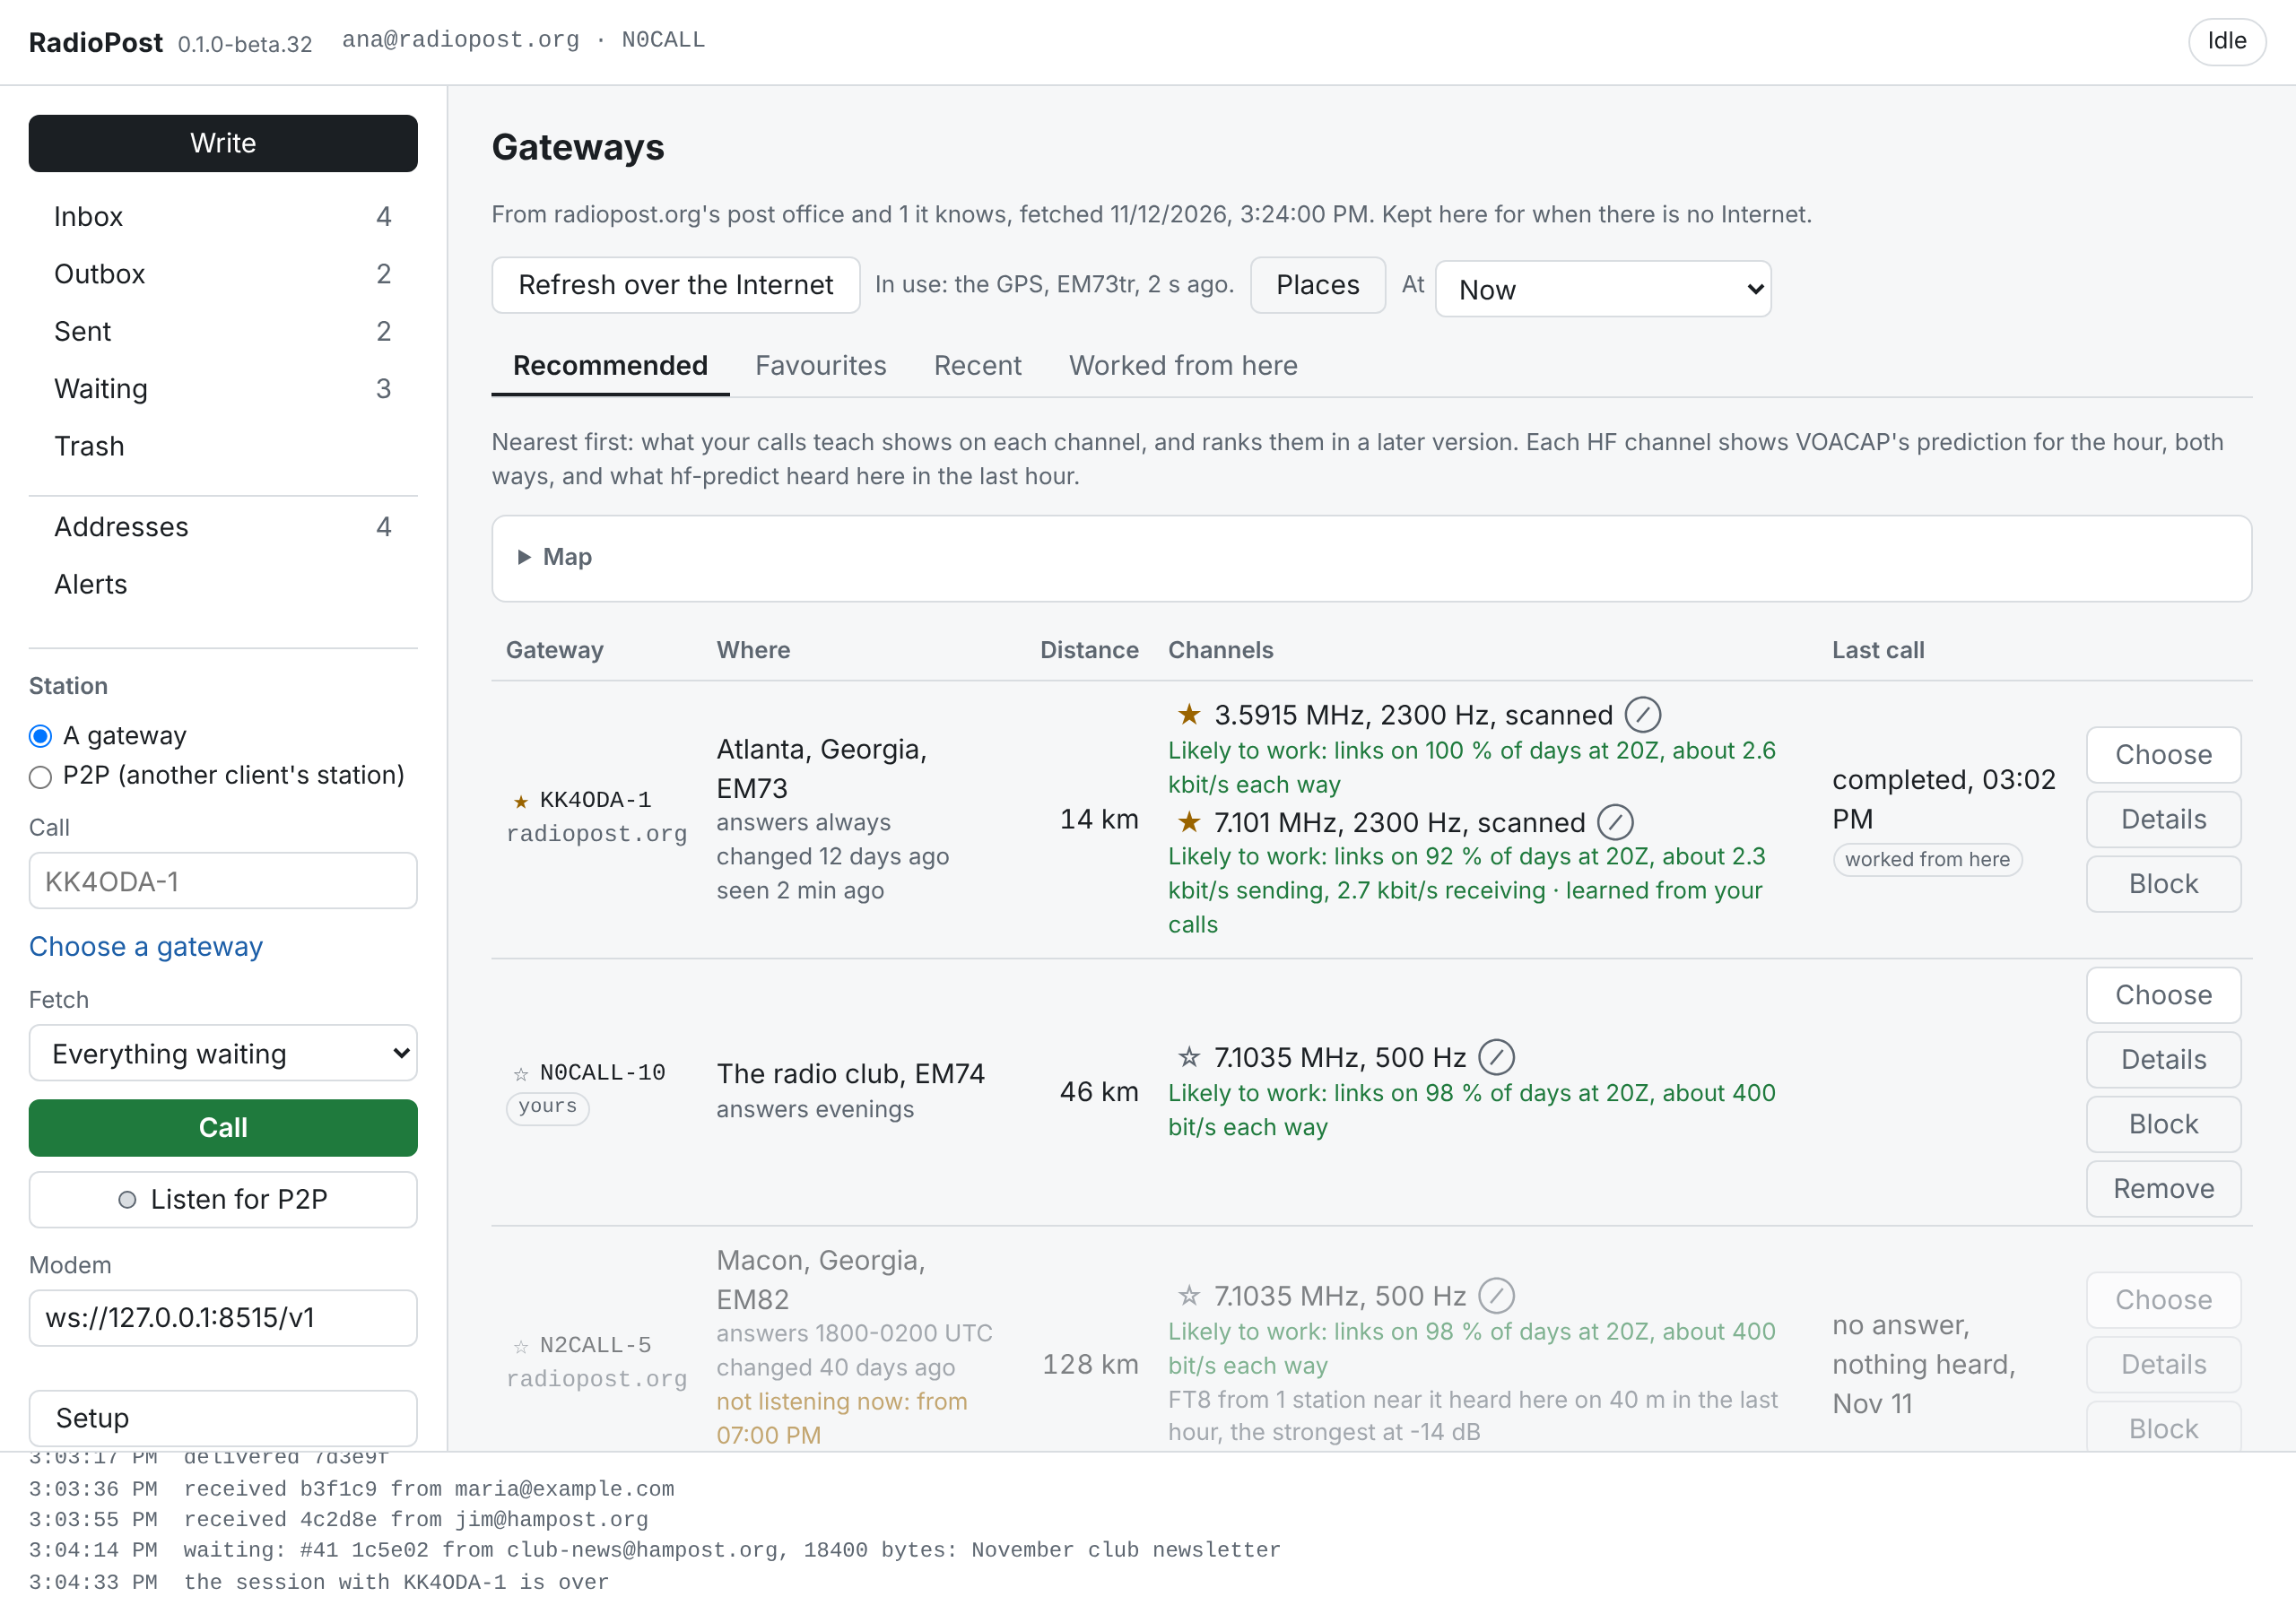 RadioPost 0.1.0-beta.32 ana@radiopost.org · N0CALL
Idle
Write
Inbox 4
Outbox 2
Sent 2
Waiting 3
Trash
Addresses 4
Alerts
Station
A gateway
P2P (another client's station)
Call
KK4ODA-1
Choose a gateway
Fetch
Everything waiting
Call
Listen for P2P
Modem
ws://127.0.0.1:8515/v1
Setup
Gateways
From radiopost.org's post office and 1 it knows, fetched 11/12/2026, 3:24:00 PM. Kept here for when there is no Internet.
Refresh over the Internet In use: the GPS, EM73tr, 2 s ago. Places At Now
Recommended Favourites Recent Worked from here
Nearest first: what your calls teach shows on each channel, and ranks them in a later version. Each HF channel shows VOACAP's prediction for the hour, both
ways, and what hf-predict heard here in the last hour.
Map
Gateway Where Distance Channels Last call
★ KK4ODA-1
radiopost.org
Atlanta, Georgia,
EM73
answers always
changed 12 days ago
seen 2 min ago
14 km
★ 3.5915 MHz, 2300 Hz, scanned
Likely to work: links on 100 % of days at 20Z, about 2.6
kbit/s each way
★ 7.101 MHz, 2300 Hz, scanned
Likely to work: links on 92 % of days at 20Z, about 2.3
kbit/s sending, 2.7 kbit/s receiving · learned from your
calls
completed, 03:02
PM
worked from here
Choose
Details
Block
☆ N0CALL-10
yours
The radio club, EM74
answers evenings
46 km
☆ 7.1035 MHz, 500 Hz
Likely to work: links on 98 % of days at 20Z, about 400
bit/s each way
Choose
Details
Block
Remove
☆ N2CALL-5
radiopost.org
Macon, Georgia,
EM82
answers 1800-0200 UTC
changed 40 days ago
not listening now: from
07:00 PM
128 km
☆ 7.1035 MHz, 500 Hz
Likely to work: links on 98 % of days at 20Z, about 400
bit/s each way
FT8 from 1 station near it heard here on 40 m in the last
hour, the strongest at -14 dB
no answer,
nothing heard,
Nov 11
Choose
Details
Block
3:03:17 PM delivered 7d3e9f
3:03:36 PM received b3f1c9 from maria@example.com
3:03:55 PM received 4c2d8e from jim@hampost.org
3:04:14 PM waiting: #41 1c5e02 from club-news@hampost.org, 18400 bytes: November club newsletter
3:04:33 PM the session with KK4ODA-1 is over